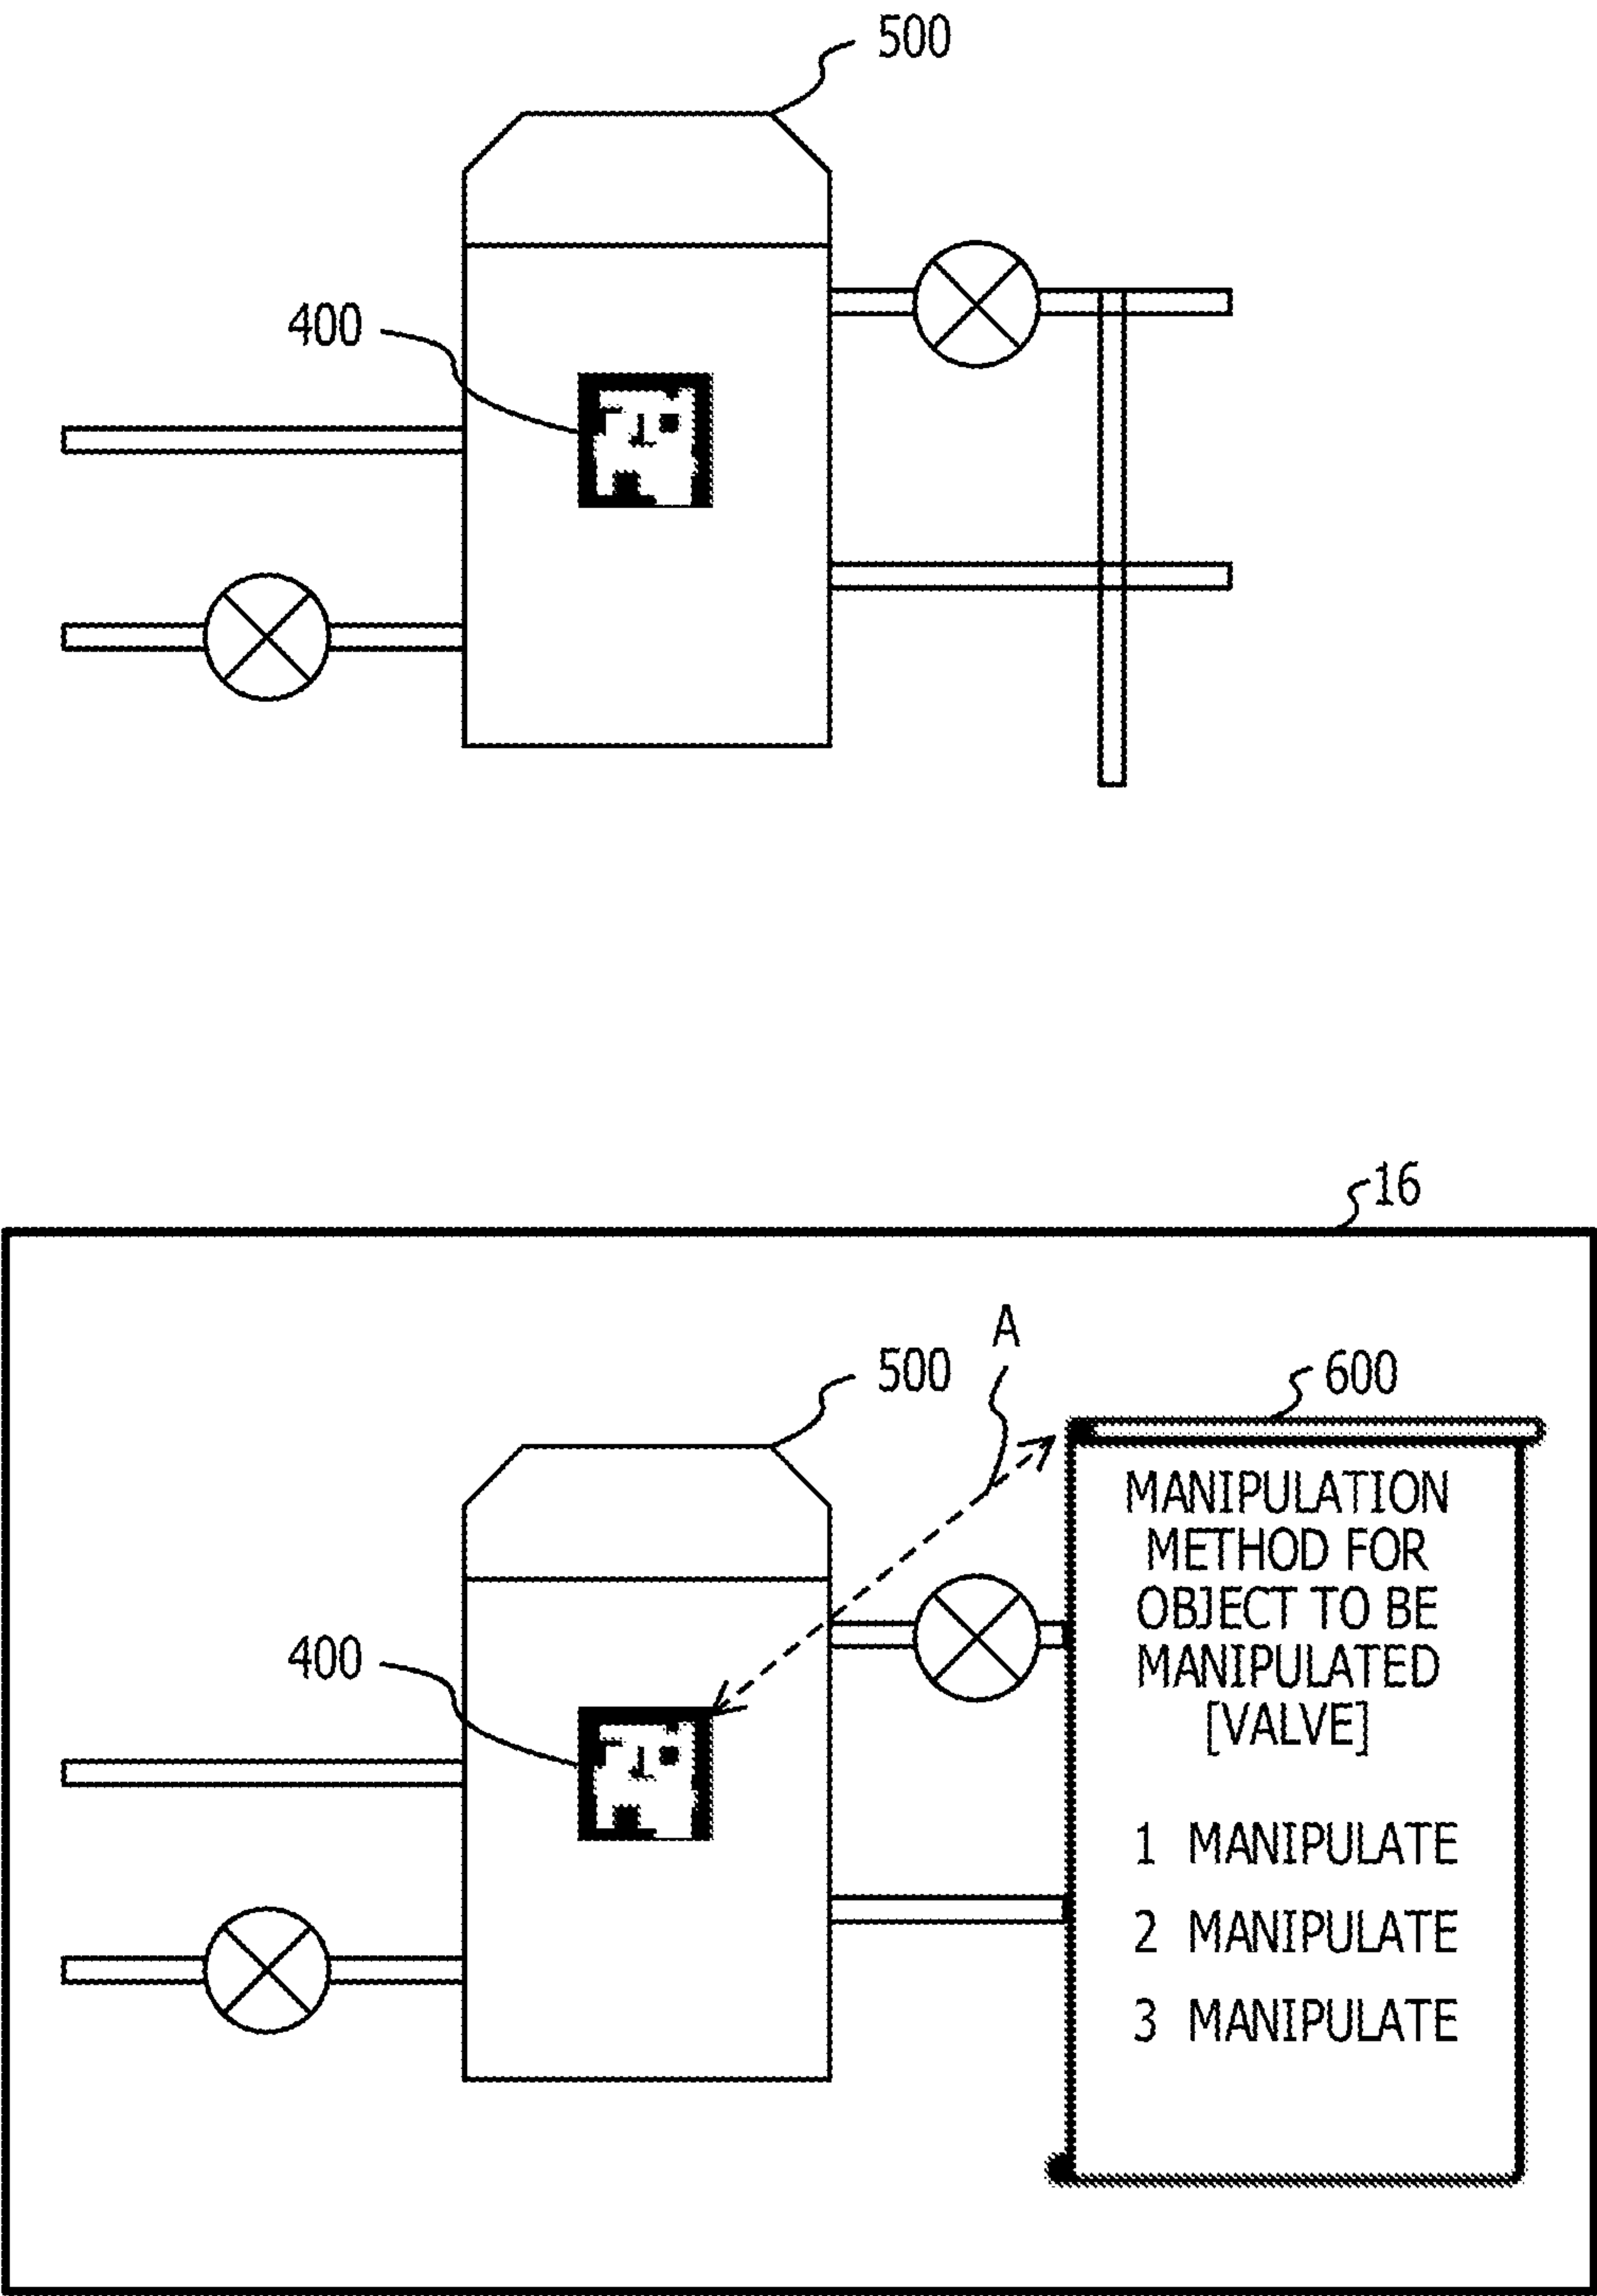 500
400
16
A
500
600
MANIPULATION
METHOD FOR
OBJECT TO BE
MANIPULATED
[VALVE]
400
1 MANIPULATE
2 MANIPULATE
3 MANIPULATE